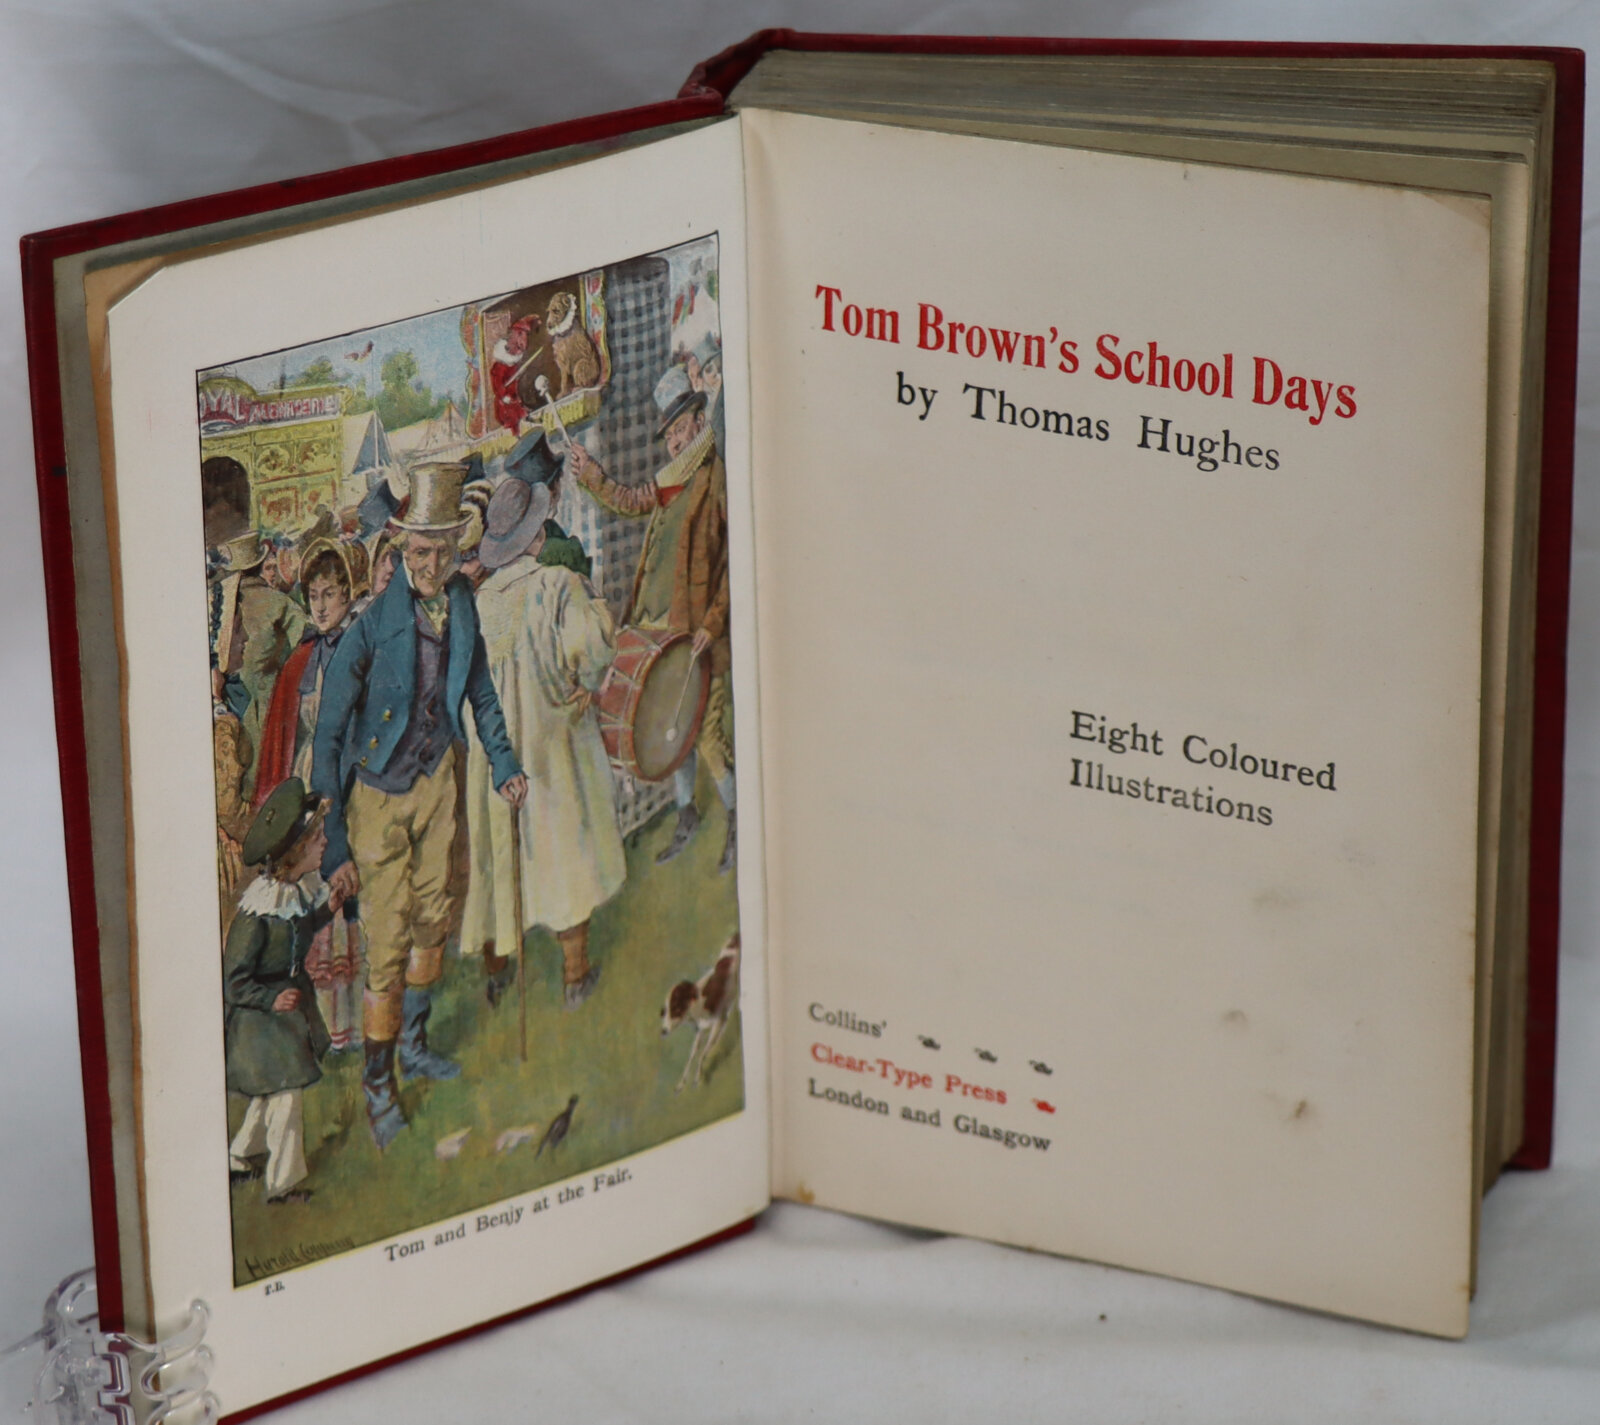 Tom and Benjy at the Fair.
T.B.
Tom Brown's School Days
by Thomas Hughes
Eight Coloured
Illustrations
Collins'
Clear-Type Press
London and Glasgow